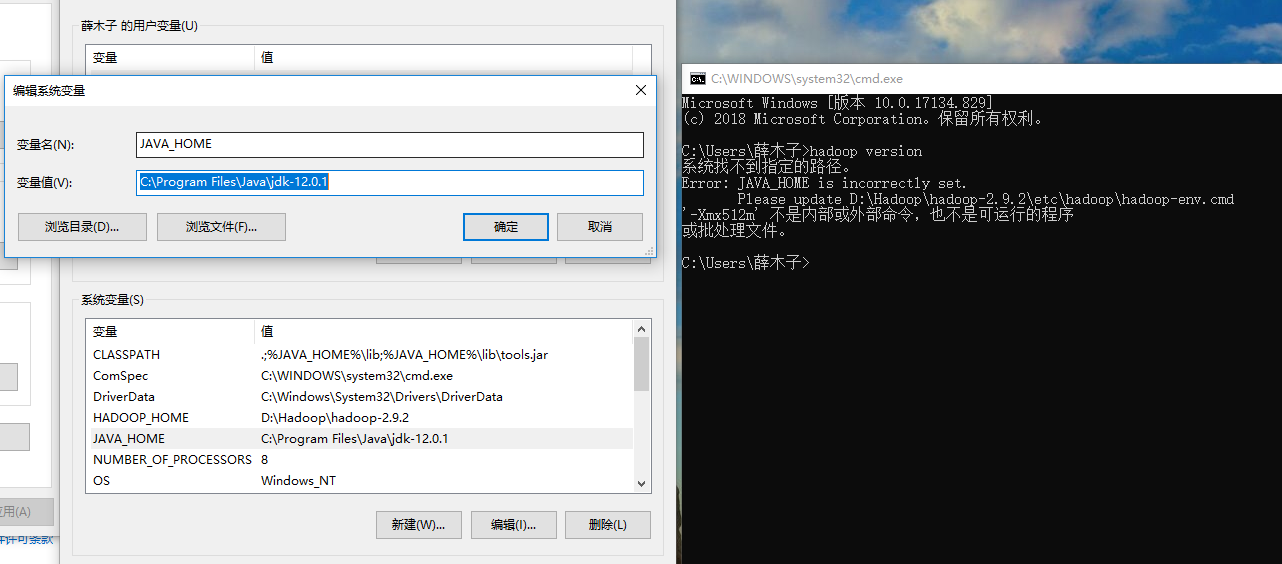 薛木子 的用户变量(U)
变量 值
编辑系统变量
变量名(N): JAVA_HOME
变量值(V): C:\Program Files\Java\jdk-12.0.1
浏览目录(D)... 浏览文件(F)... 确定 取消
系统变量(S)
变量 值
CLASSPATH .;%JAVA_HOME%\lib;%JAVA_HOME%\lib\tools.jar
ComSpec C:\WINDOWS\system32\cmd.exe
DriverData C:\Windows\System32\Drivers\DriverData
HADOOP_HOME D:\Hadoop\hadoop-2.9.2
JAVA_HOME C:\Program Files\Java\jdk-12.0.1
NUMBER_OF_PROCESSORS 8
OS Windows_NT
新建(W)... 编辑(I)... 删除(L)
用(A)
许可条款
C:\WINDOWS\system32\cmd.exe
Microsoft Windows [版本 10.0.17134.829]
(c) 2018 Microsoft Corporation。保留所有权利。
C:\Users\薛木子>hadoop version
系统找不到指定的路径。
Error: JAVA_HOME is incorrectly set.
Please update D:\Hadoop\hadoop-2.9.2\etc\hadoop\hadoop-env.cmd
'-Xmx512m' 不是内部或外部命令，也不是可运行的程序
或批处理文件。
C:\Users\薛木子>